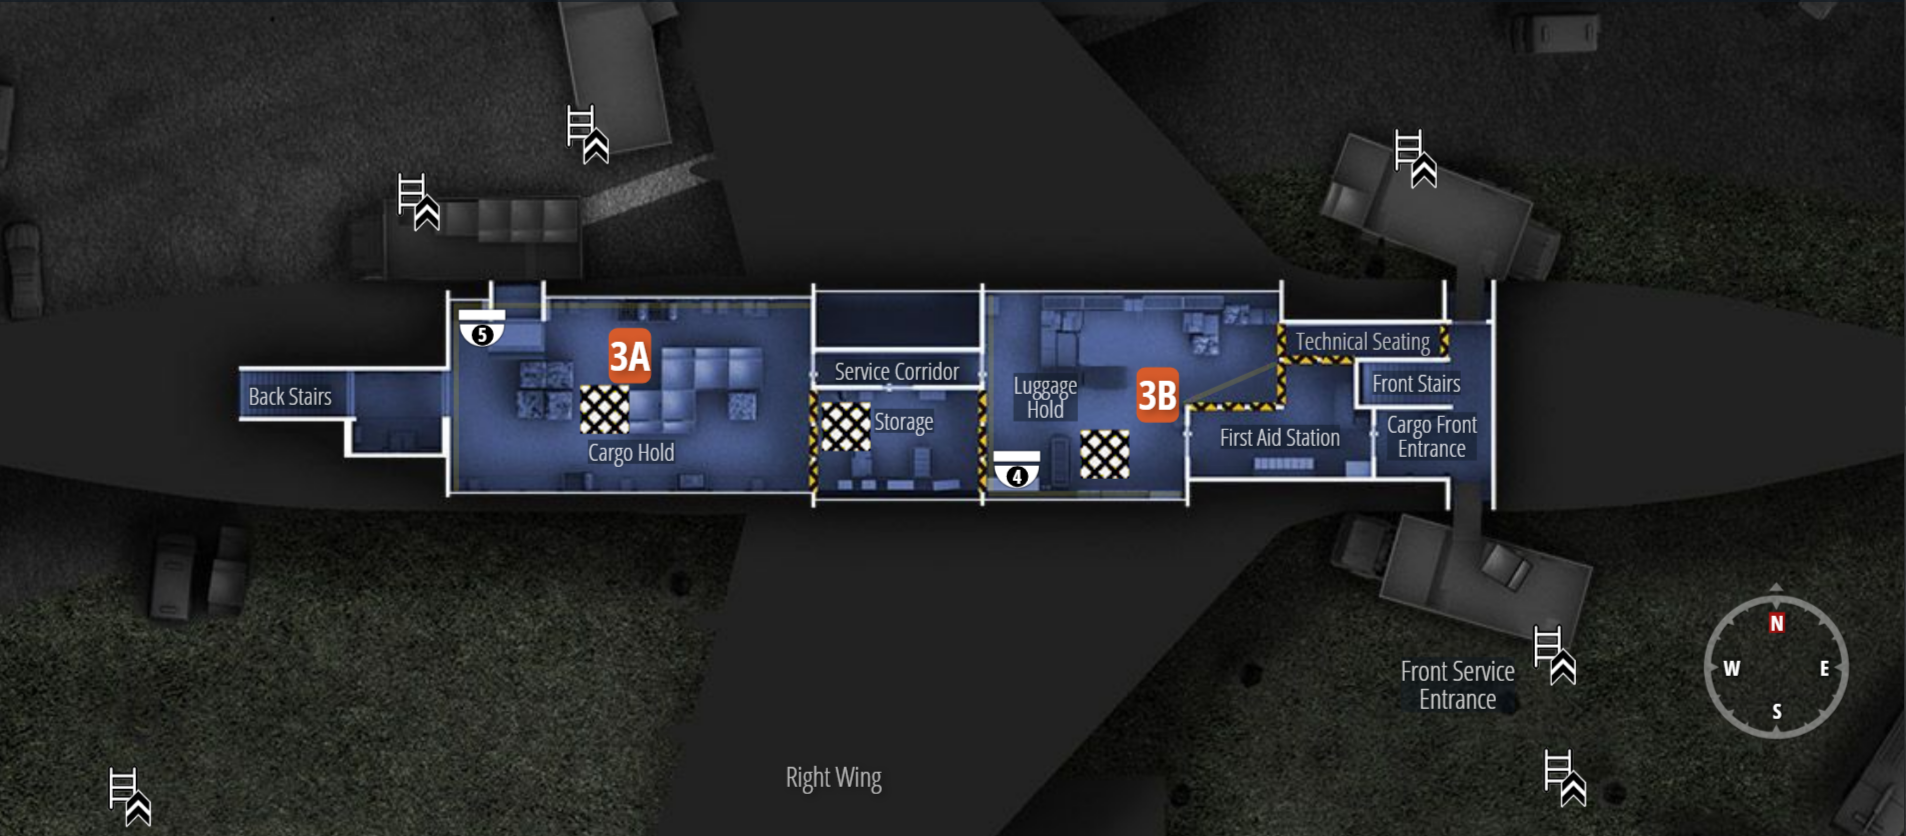 5
3A
Technical Seating
Service Corridor
Front Stairs
Back Stairs
Luggage
Hold
3B
Storage
Cargo Hold
First Aid Station
Cargo Front
Entrance
4
N
W
E
S
Front Service
Entrance
Right Wing